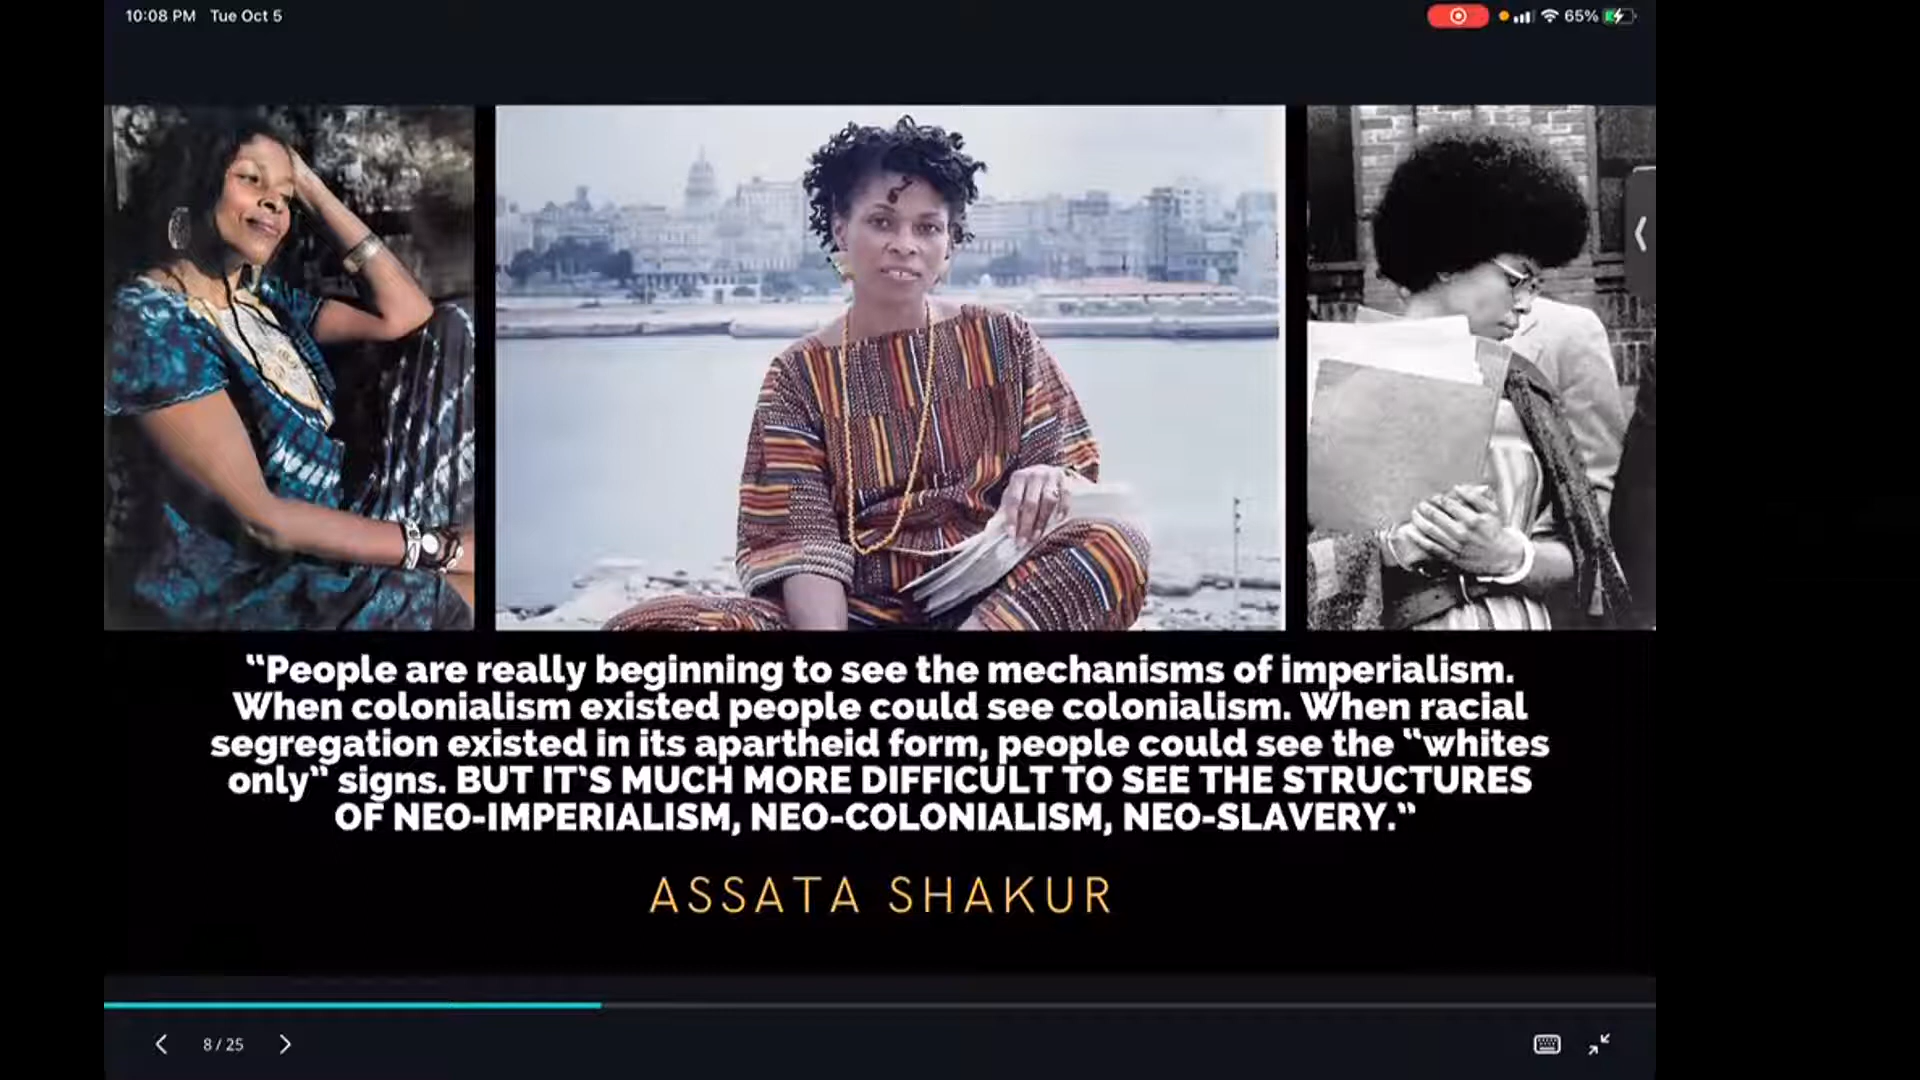 10:08 PM Tue Oct 5
65%
“People are really beginning to see the mechanisms of imperialism.
When colonialism existed people could see colonialism. When racial
segregation existed in its apartheid form, people could see the “whites
only” signs. BUT IT’S MUCH MORE DIFFICULT TO SEE THE STRUCTURES
OF NEO-IMPERIALISM, NEO-COLONIALISM, NEO-SLAVERY.”
ASSATA SHAKUR
8 / 25